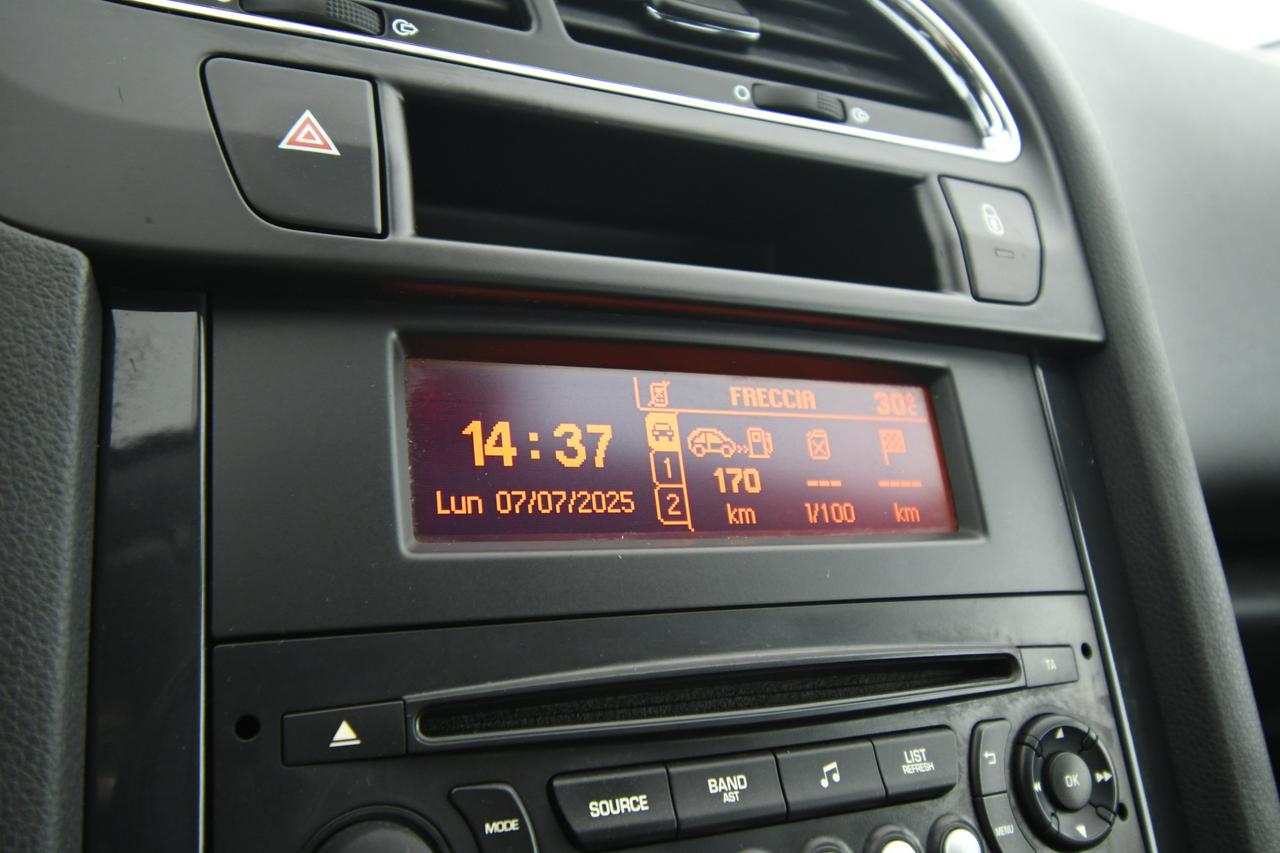 FRECCIA 30°C
14:37
1
170 --- ----
Lun 07/07/2025
2
km l/100 km
TA
SOURCE
BAND
AST
LIST
REFRESH
OK
MODE
MENU